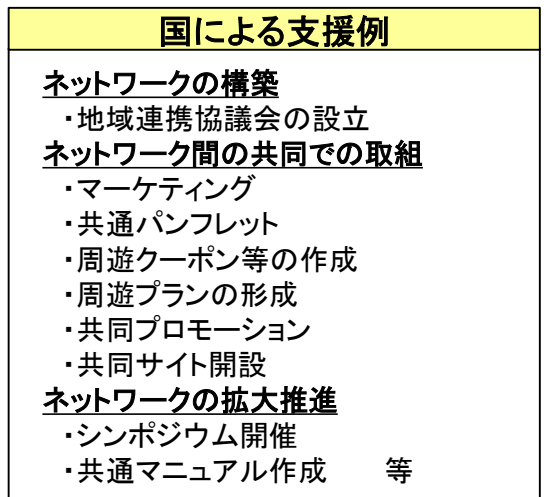 国による支援例
ネットワークの構築
・地域連携協議会の設立
ネットワーク間の共同での取組
・マーケティング
・共通パンフレット
・周遊クーポン等の作成
・周遊プランの形成
・共同プロモーション
・共同サイト開設
ネットワークの拡大推進
・シンポジウム開催
・共通マニュアル作成　　等